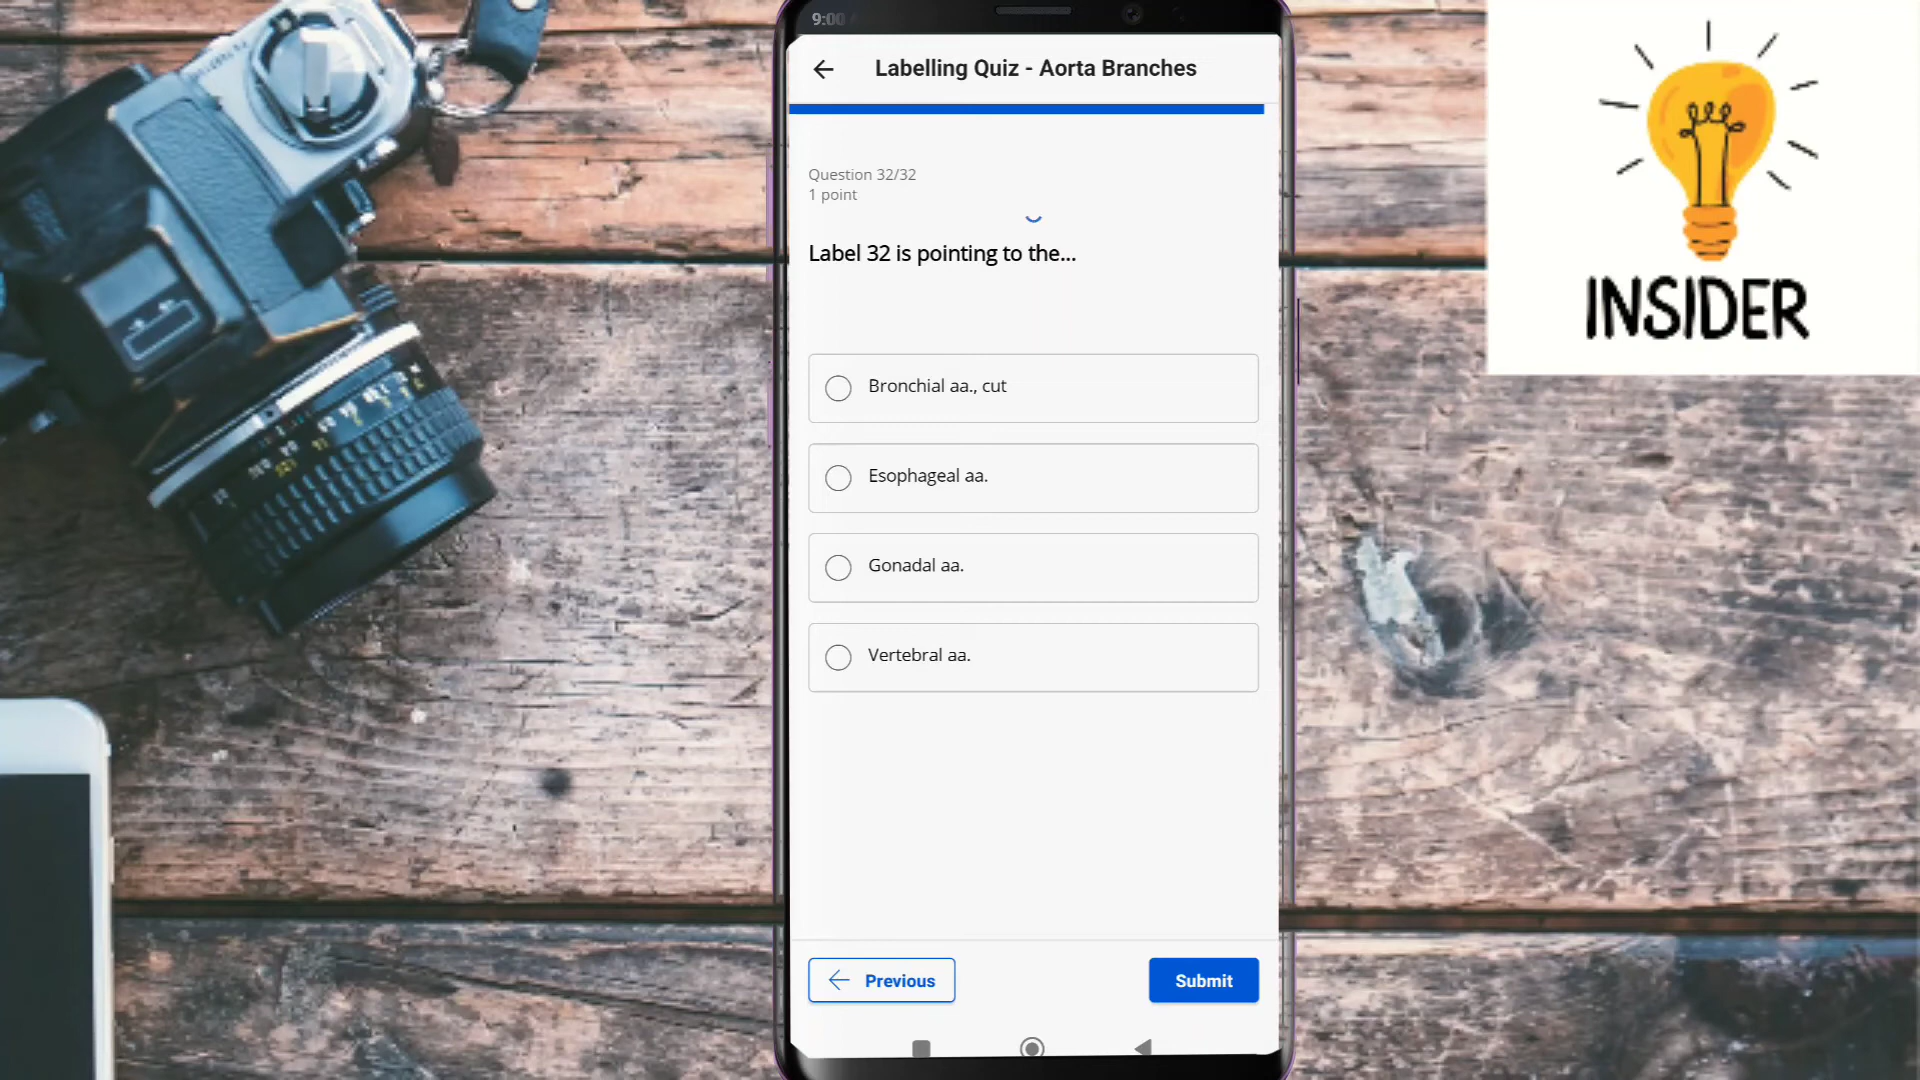 9:00
Labelling Quiz - Aorta Branches
Question 32/32
1 point
Label 32 is pointing to the...
Bronchial aa., cut
Esophageal aa.
Gonadal aa.
Vertebral aa.
Previous
Submit
INSIDER